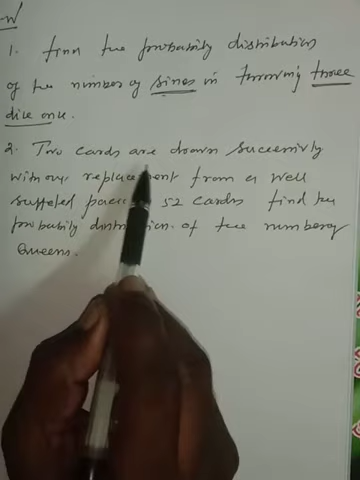 W
1. Find the probability distribution
of the number of sixes in throwing three
dice once.
2. Two cards are drawn successively
without replacement from a well
suffeled pack 52 cards find the
probability distribution of the number of
Queens.